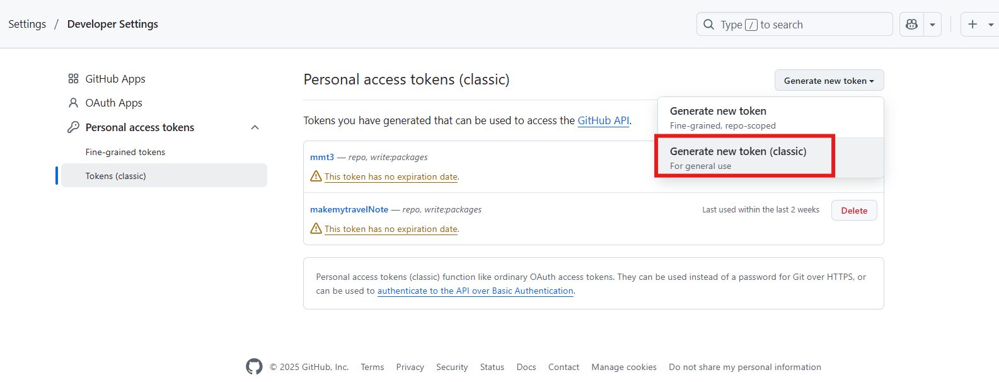 Settings / Developer Settings
Type / to search
GitHub Apps
OAuth Apps
Personal access tokens
Fine-grained tokens
Tokens (classic)
Personal access tokens (classic)
Generate new token
Generate new token
Fine-grained, repo-scoped
Generate new token (classic)
For general use
Tokens you have generated that can be used to access the GitHub API.
mmt3 — repo, write:packages
This token has no expiration date.
makemytravelNote — repo, write:packages
Last used within the last 2 weeks
Delete
This token has no expiration date.
Personal access tokens (classic) function like ordinary OAuth access tokens. They can be used instead of a password for Git over HTTPS, or
can be used to authenticate to the API over Basic Authentication.
© 2025 GitHub, Inc. Terms Privacy Security Status Docs Contact Manage cookies Do not share my personal information